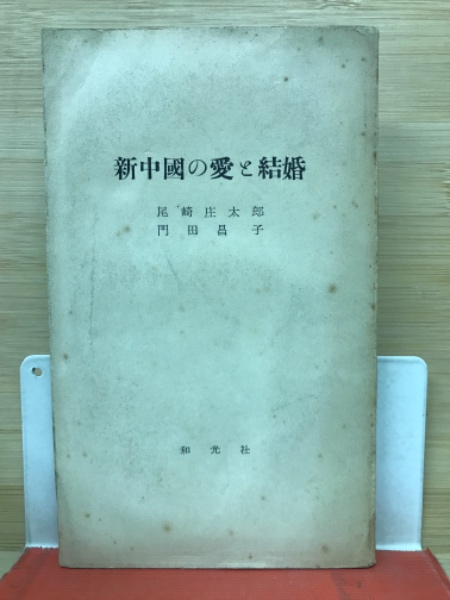 新中國の愛と結婚
尾崎庄太郎
門田昌子
和光社